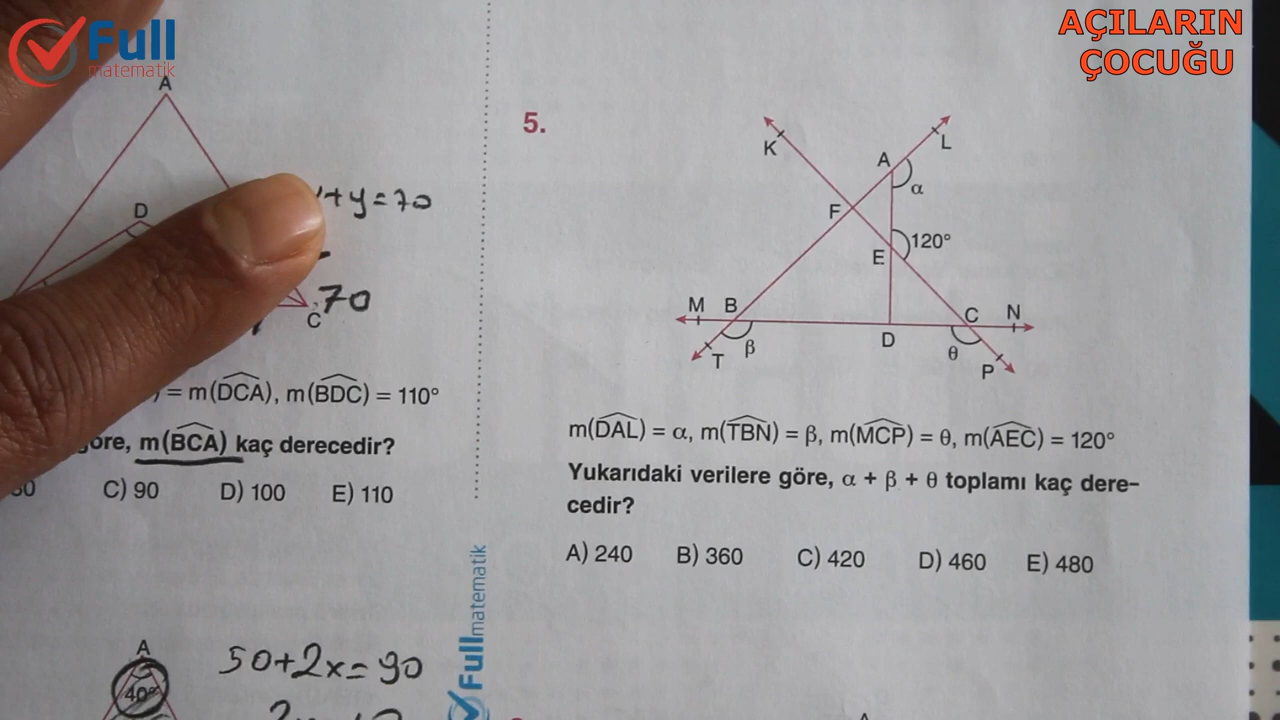 Full
matematik
AÇILARIN
ÇOCUĞU
A
D
+y=70
70
C
= m(DCA), m(BDC) = 110°
göre, m(BCA) kaç derecedir?
C) 90 D) 100 E) 110
A
40°
50+2x=90
Fullmatematik
5.
K
L
A
α
F
120°
E
M B
C N
D
T β
θ
P
m(DAL) = α, m(TBN) = β, m(MCP) = θ, m(AEC) = 120°
Yukarıdaki verilere göre, α + β + θ toplamı kaç dere-
cedir?
A) 240 B) 360 C) 420 D) 460 E) 480